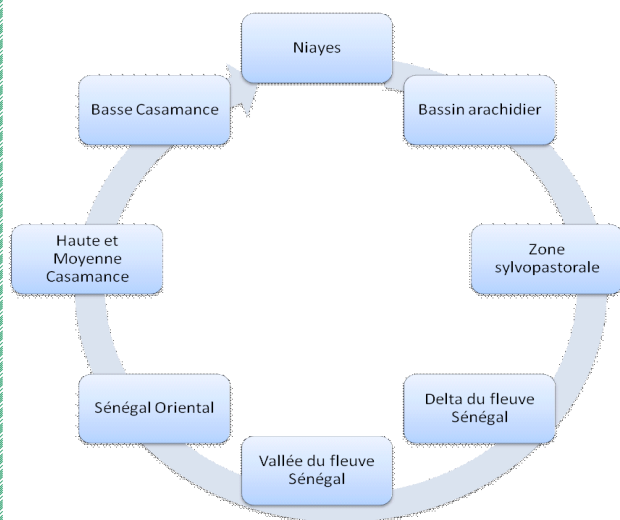 Niayes
Bassin arachidier
Zone
sylvopastorale
Delta du fleuve
Sénégal
Vallée du fleuve
Sénégal
Sénégal Oriental
Haute et
Moyenne
Casamance
Basse Casamance